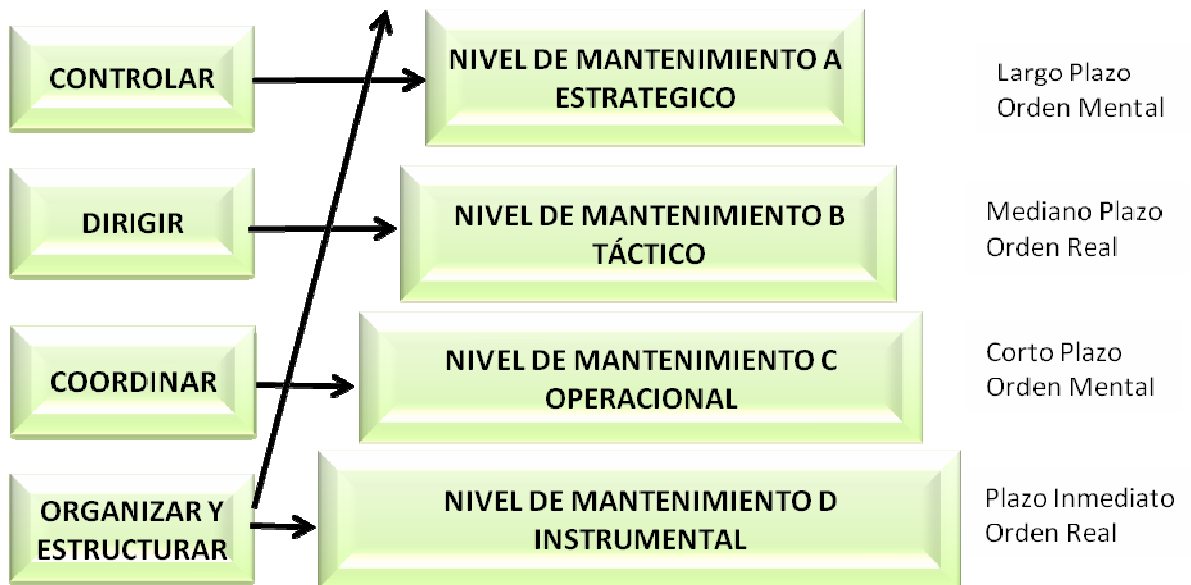 CONTROLAR
NIVEL DE MANTENIMIENTO A
ESTRATEGICO
Largo Plazo
Orden Mental
DIRIGIR
NIVEL DE MANTENIMIENTO B
TÁCTICO
Mediano Plazo
Orden Real
COORDINAR
NIVEL DE MANTENIMIENTO C
OPERACIONAL
Corto Plazo
Orden Mental
ORGANIZAR Y
ESTRUCTURAR
NIVEL DE MANTENIMIENTO D
INSTRUMENTAL
Plazo Inmediato
Orden Real